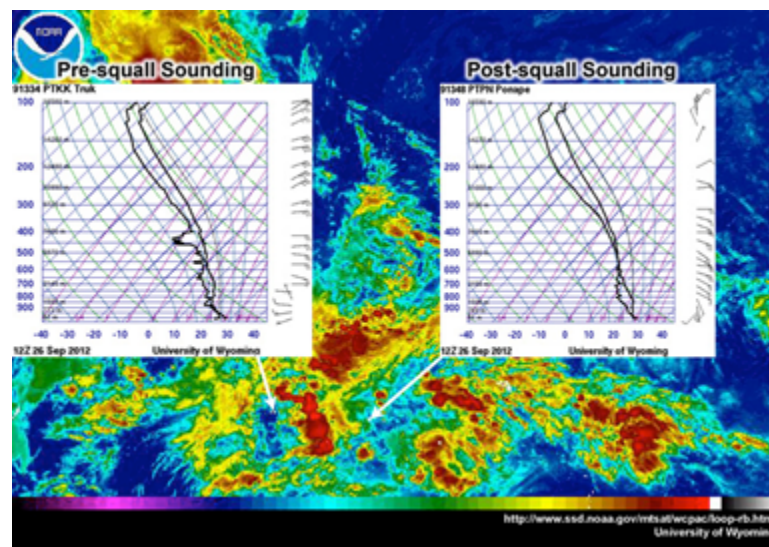 NOAA
Pre-squall Sounding
Post-squall Sounding
91334 PTKK Truk
91348 PTPN Ponape
100
200
300
400
500
600
700
800
900
-40 -30 -20 -10 0 10 20 30 40
12Z 26 Sep 2012 University of Wyoming
100
200
300
400
500
600
700
800
900
-40 -30 -20 -10 0 10 20 30 40
12Z 26 Sep 2012 University of Wyoming
http://www.ssd.noaa.gov/mtsat/wcpac/loop-rb.htm
University of Wyoming